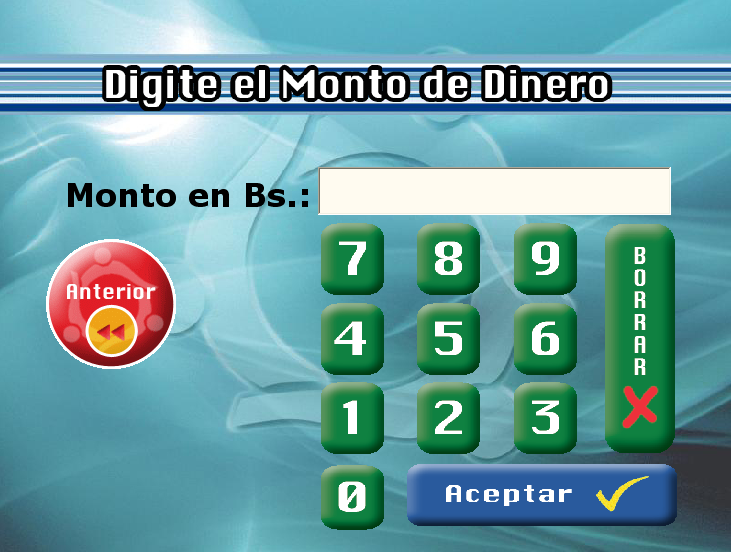 Digite el Monto de Dinero
Monto en Bs.:
Anterior
7 8 9
4 5 6
1 2 3
0
BORRAR
Aceptar